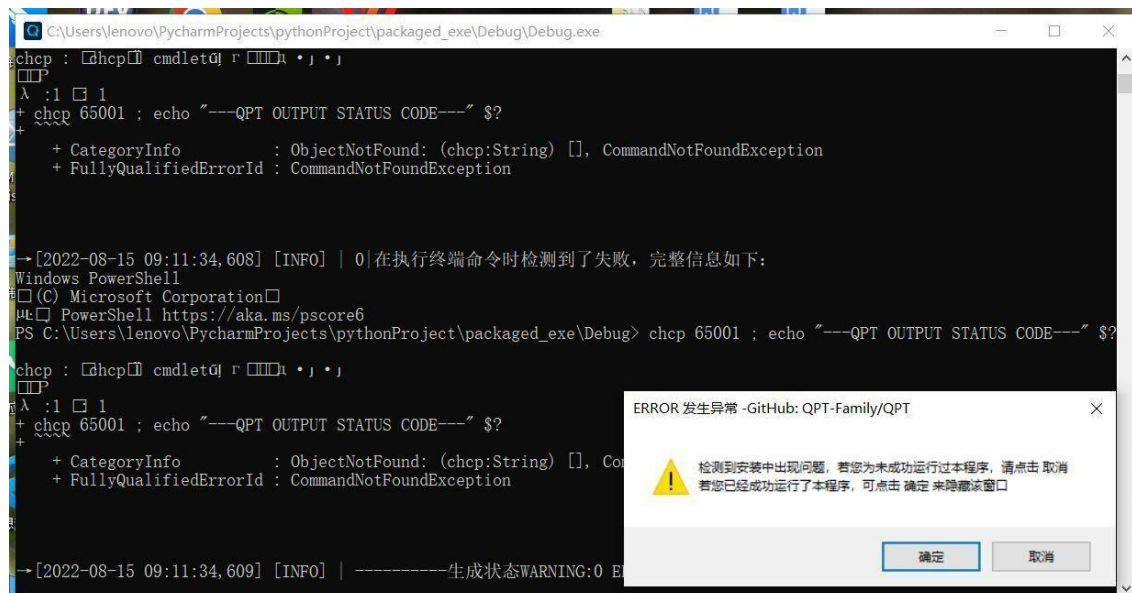 C:\Users\lenovo\PycharmProjects\pythonProject\packaged_exe\Debug\Debug.exe
chcp : cmdlet
:1 1
+ chcp 65001 ; echo "---QPT OUTPUT STATUS CODE---" $?
+ ~~~~
+ CategoryInfo : ObjectNotFound: (chcp:String) [], CommandNotFoundException
+ FullyQualifiedErrorId : CommandNotFoundException
→[2022-08-15 09:11:34,608] [INFO] | 0|在执行终端命令时检测到了失败，完整信息如下：
Windows PowerShell
(C) Microsoft Corporation
PowerShell https://aka.ms/pscore6
PS C:\Users\lenovo\PycharmProjects\pythonProject\packaged_exe\Debug> chcp 65001 ; echo "---QPT OUTPUT STATUS CODE---" $?
chcp : cmdlet
:1 1
+ chcp 65001 ; echo "---QPT OUTPUT STATUS CODE---" $?
+ ~~~~
+ CategoryInfo : ObjectNotFound: (chcp:String) [],
+ FullyQualifiedErrorId : CommandNotFoundException
→[2022-08-15 09:11:34,609] [INFO] | ----------生成状态WARNING:0
ERROR 发生异常 -GitHub: QPT-Family/QPT
检测到安装中出现问题，若您为未成功运行过本程序，请点击 取消
若您已经成功运行了本程序，可点击 确定 来隐藏该窗口
确定
取消